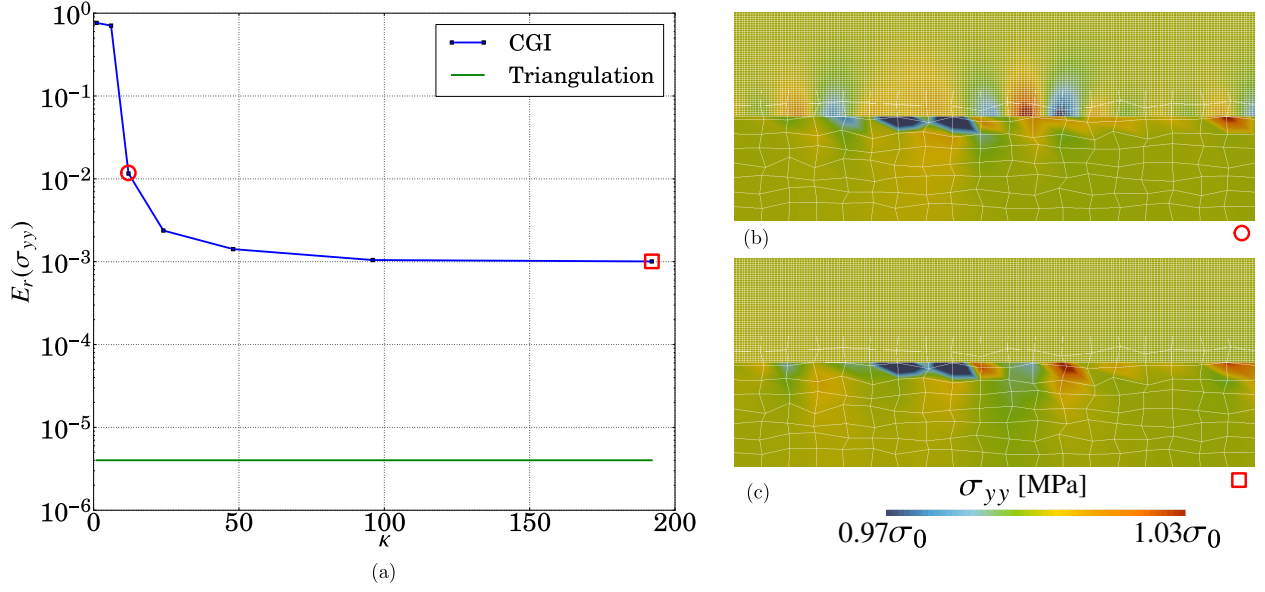 10^0
10^-1
10^-2
10^-3
10^-4
10^-5
10^-6
E_r(σ_yy)
CGI
Triangulation
0 50 100 150 200
κ
(a)
(b)
(c)
σ_yy [MPa]
0.97σ_0 1.03σ_0